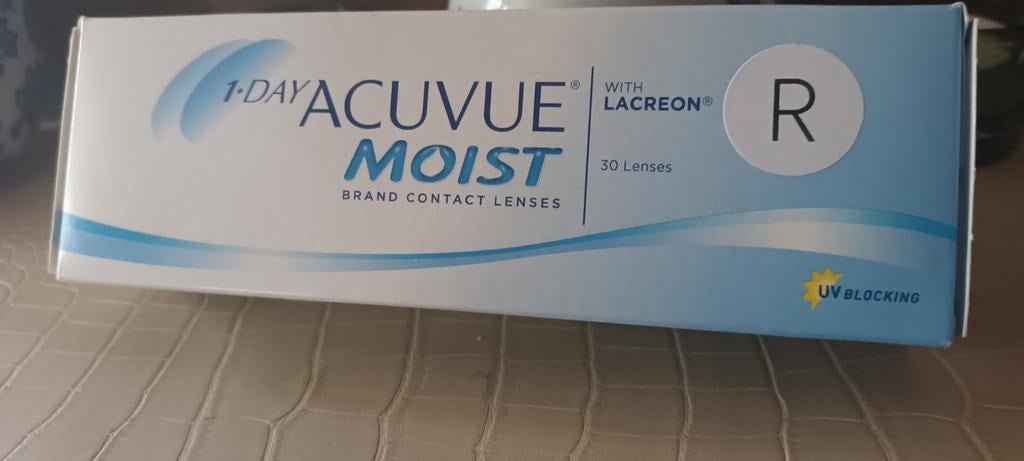 1·DAY ACUVUE®
MOIST
BRAND CONTACT LENSES
WITH
LACREON®
30 Lenses
R
UV BLOCKING